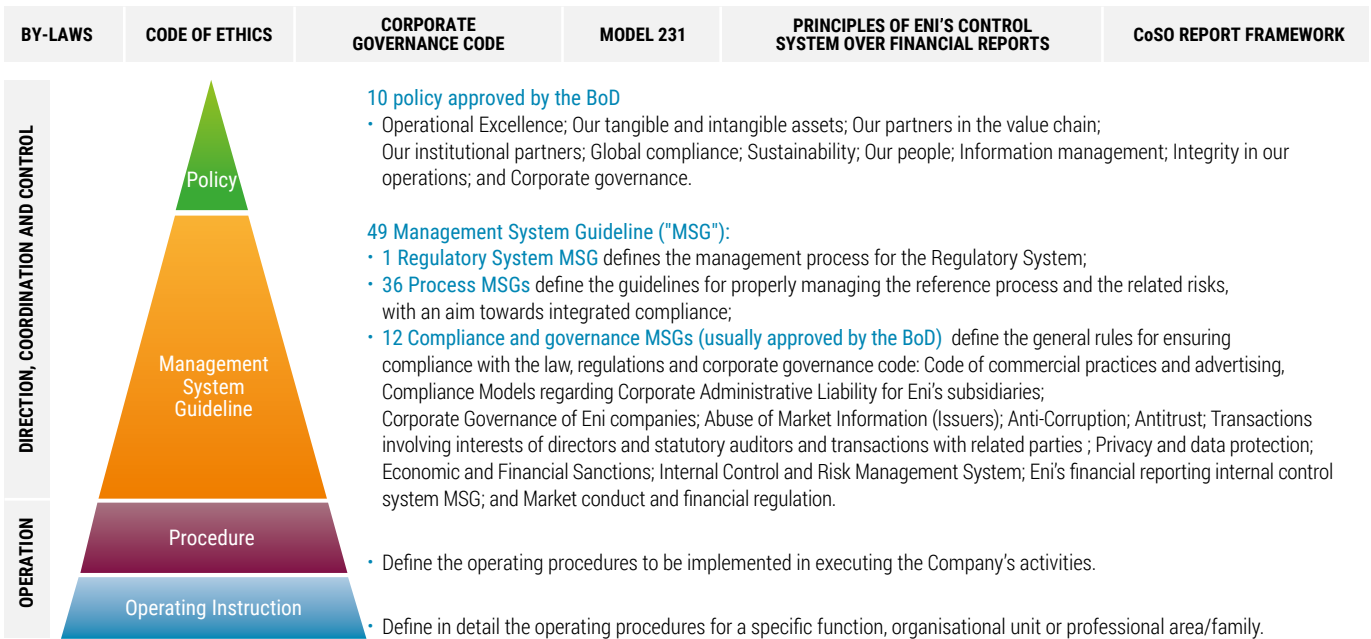 BY-LAWS
CODE OF ETHICS
CORPORATE
GOVERNANCE CODE
MODEL 231
PRINCIPLES OF ENI'S CONTROL
SYSTEM OVER FINANCIAL REPORTS
CoSO REPORT FRAMEWORK
DIRECTION, COORDINATION AND CONTROL
Policy
10 policy approved by the BoD
• Operational Excellence; Our tangible and intangible assets; Our partners in the value chain;
Our institutional partners; Global compliance; Sustainability; Our people; Information management; Integrity in our
operations; and Corporate governance.
Management
System
Guideline
49 Management System Guideline ("MSG"):
• 1 Regulatory System MSG defines the management process for the Regulatory System;
• 36 Process MSGs define the guidelines for properly managing the reference process and the related risks,
with an aim towards integrated compliance;
• 12 Compliance and governance MSGs (usually approved by the BoD) define the general rules for ensuring
compliance with the law, regulations and corporate governance code: Code of commercial practices and advertising,
Compliance Models regarding Corporate Administrative Liability for Eni's subsidiaries;
Corporate Governance of Eni companies; Abuse of Market Information (Issuers); Anti-Corruption; Antitrust; Transactions
involving interests of directors and statutory auditors and transactions with related parties ; Privacy and data protection;
Economic and Financial Sanctions; Internal Control and Risk Management System; Eni's financial reporting internal control
system MSG; and Market conduct and financial regulation.
OPERATION
Procedure
• Define the operating procedures to be implemented in executing the Company's activities.
Operating Instruction
• Define in detail the operating procedures for a specific function, organisational unit or professional area/family.